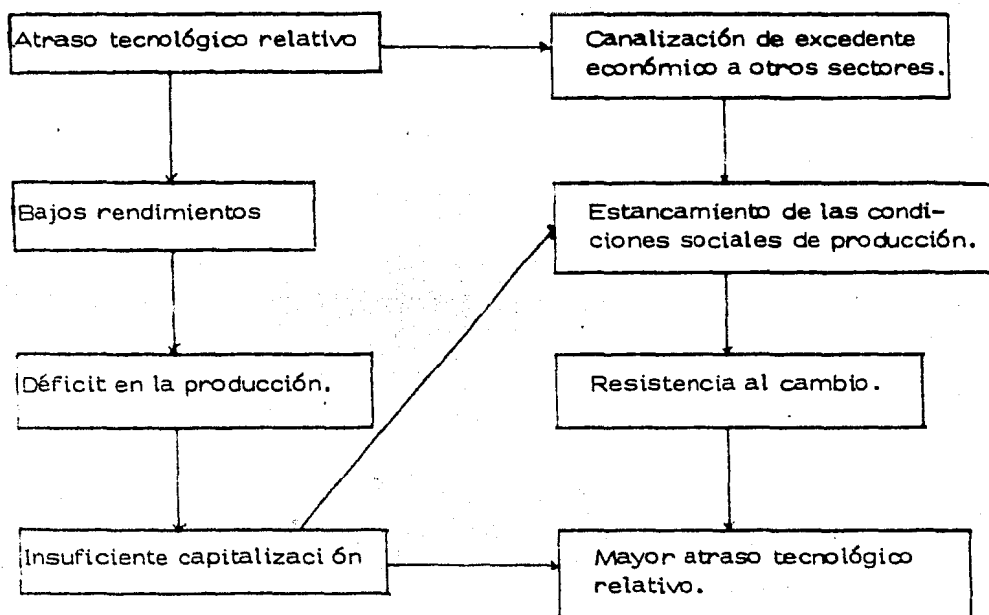 Atraso tecnológico relativo
Canalización de excedente
económico a otros sectores.
Bajos rendimientos
Estancamiento de las condi-
ciones sociales de producción.
Déficit en la producción.
Resistencia al cambio.
Insuficiente capitalización
Mayor atraso tecnológico
relativo.